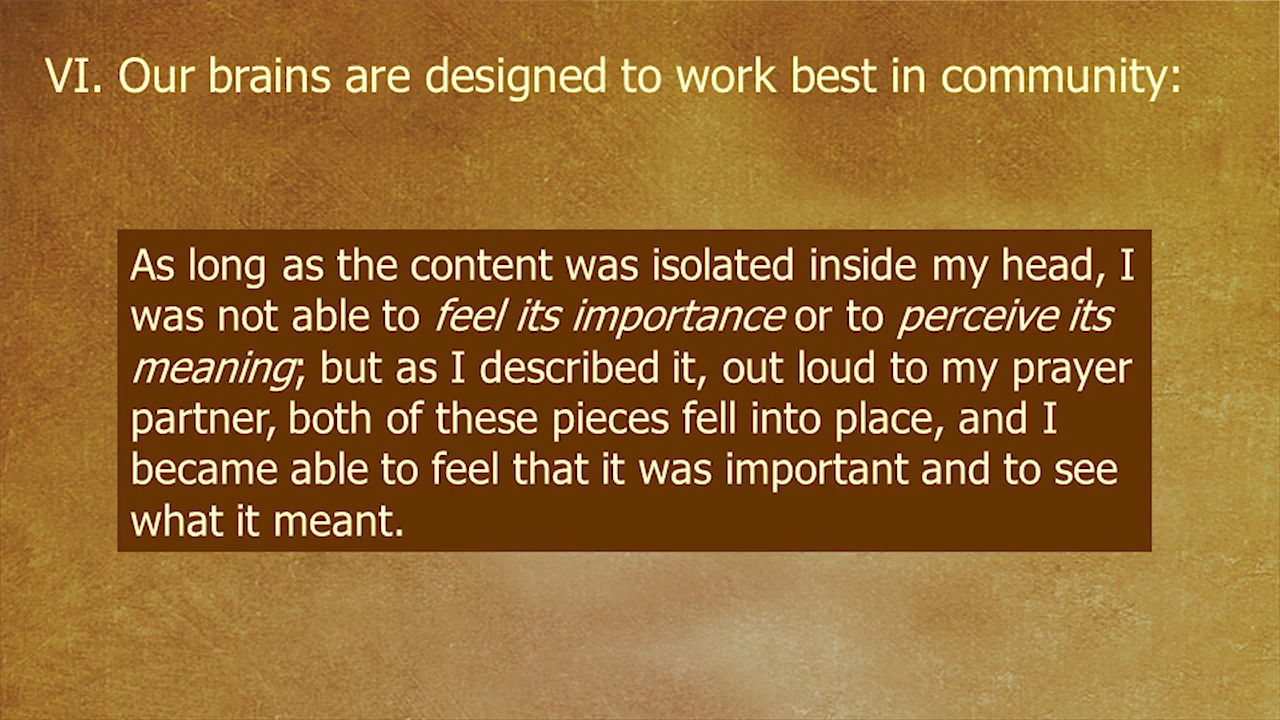 VI. Our brains are designed to work best in community:
As long as the content was isolated inside my head, I
was not able to feel its importance or to perceive its
meaning; but as I described it, out loud to my prayer
partner, both of these pieces fell into place, and I
became able to feel that it was important and to see
what it meant.